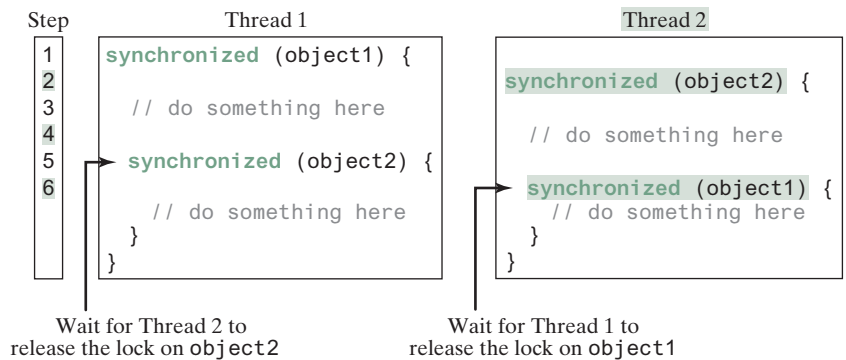 Step
Thread 1
Thread 2
1
2
3
4
5
6
synchronized (object1) {
// do something here
synchronized (object2) {
// do something here
}
}
synchronized (object2) {
// do something here
synchronized (object1) {
// do something here
}
}
Wait for Thread 2 to
release the lock on object2
Wait for Thread 1 to
release the lock on object1